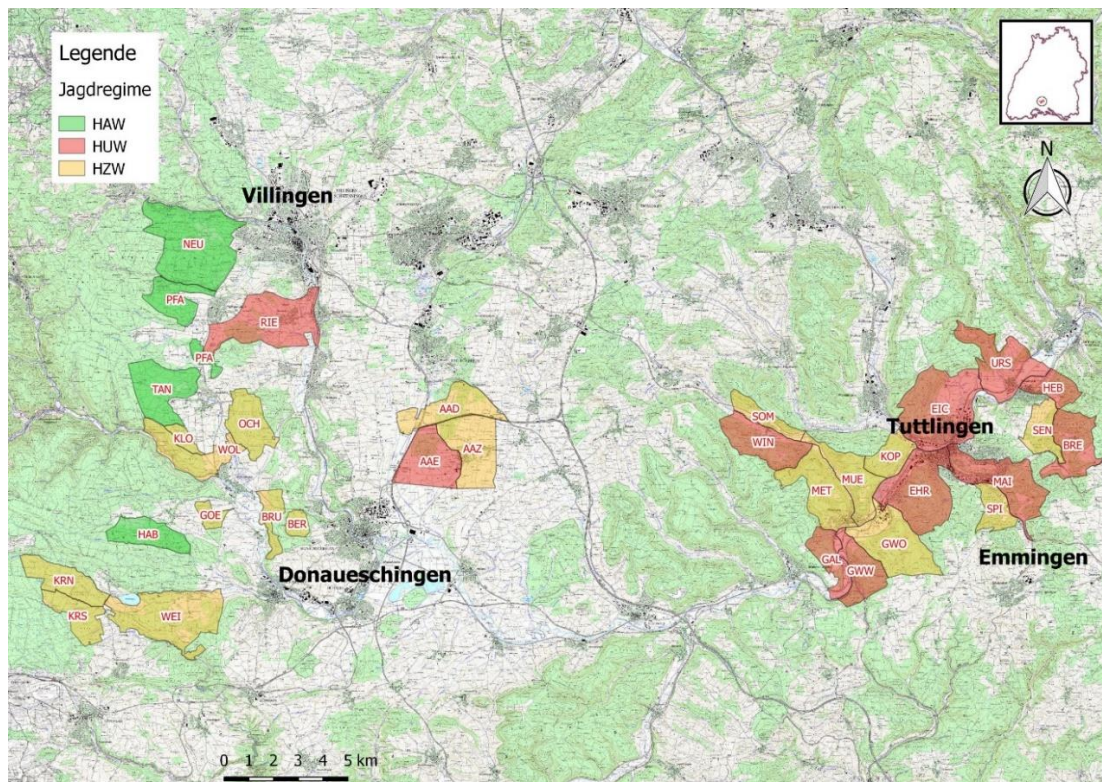 Legende
Jagdregime
HAW
HUW
HZW
N
Villingen
NEU
PFA
RIE
PFA
TAN
KLO
OCH
WOL
AAD
AAE
AAZ
GOE
BRU
BER
HAB
Donaueschingen
KRN
KRS
WEI
URS
HEB
EIC
Tuttlingen
SOM
WIN
KOP
SEN
BRE
MET
MUE
EHR
MAI
SPI
GWO
GAL
GWW
Emmingen
0 1 2 3 4 5 km